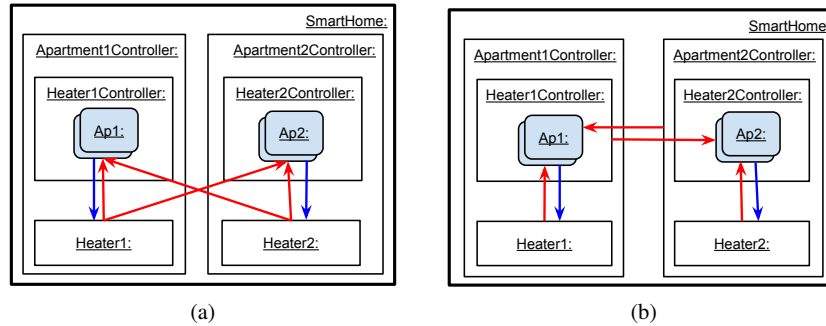 SmartHome:
Apartment1Controller:
Apartment2Controller:
Heater1Controller:
Heater2Controller:
Ap1:
Ap2:
Heater1:
Heater2:
(a)
SmartHome:
Apartment1Controller:
Apartment2Controller:
Heater1Controller:
Heater2Controller:
Ap1:
Ap2:
Heater1:
Heater2:
(b)